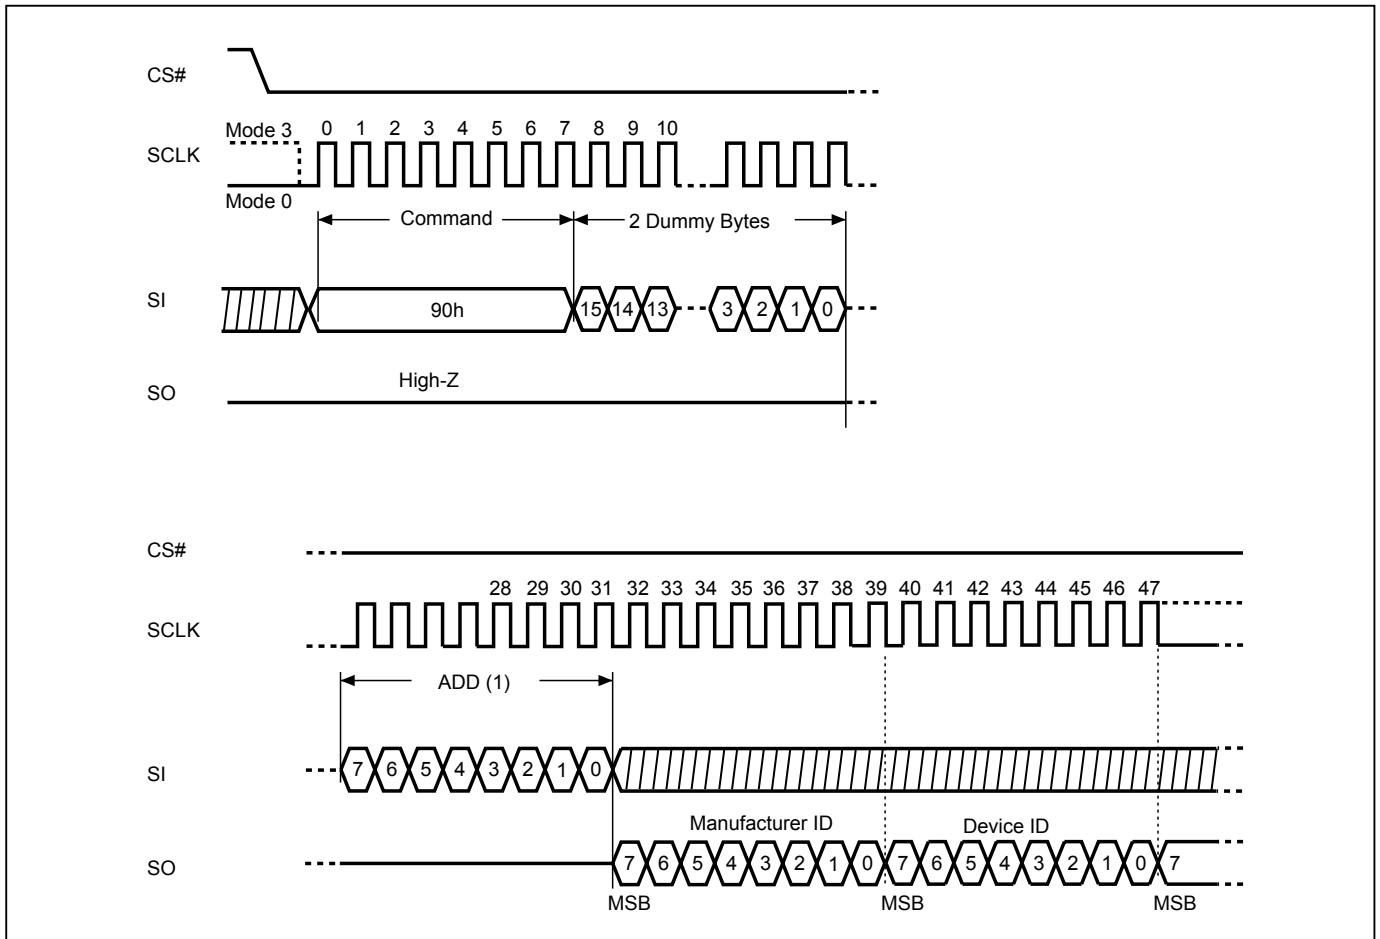 CS#
Mode 3
0 1 2 3 4 5 6 7 8 9 10
SCLK
Mode 0
Command
2 Dummy Bytes
SI
90h
15 14 13 3 2 1 0
High-Z
SO
CS#
28 29 30 31 32 33 34 35 36 37 38 39 40 41 42 43 44 45 46 47
SCLK
ADD (1)
SI
7 6 5 4 3 2 1 0
Manufacturer ID
Device ID
SO
7 6 5 4 3 2 1 0 7 6 5 4 3 2 1 0 7
MSB MSB MSB